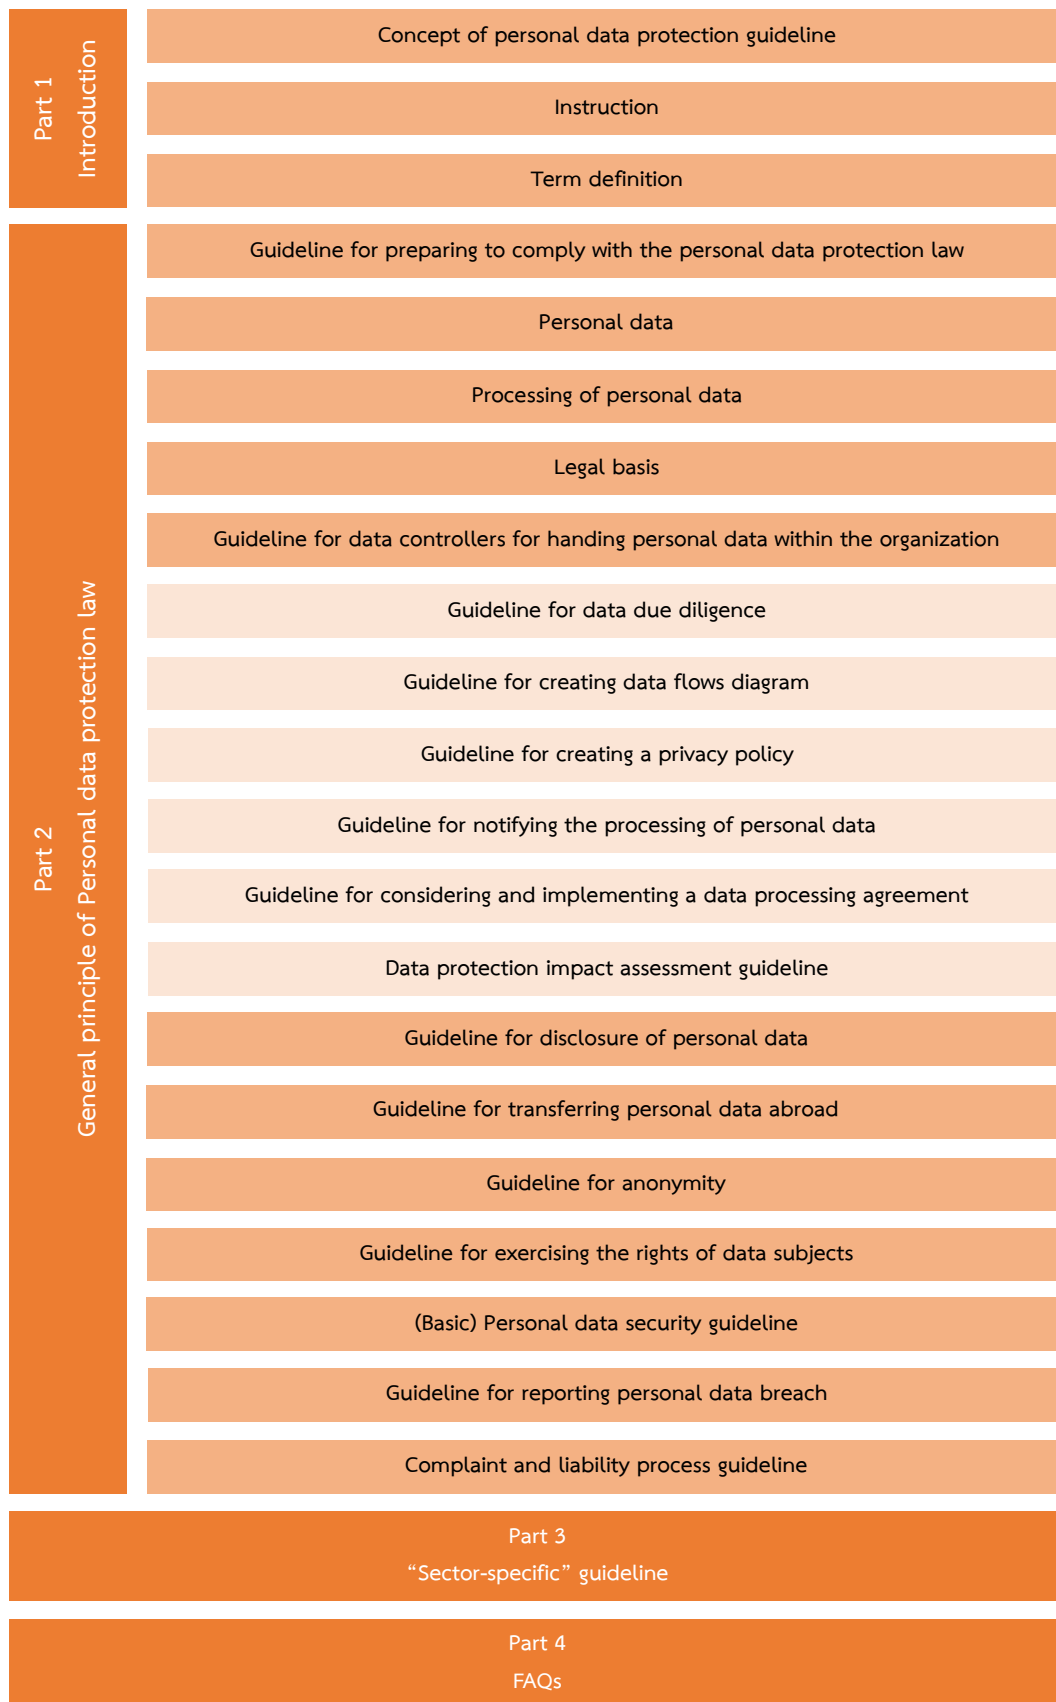 Part 1
Introduction
Concept of personal data protection guideline
Instruction
Term definition
Part 2
General principle of Personal data protection law
Guideline for preparing to comply with the personal data protection law
Personal data
Processing of personal data
Legal basis
Guideline for data controllers for handing personal data within the organization
Guideline for data due diligence
Guideline for creating data flows diagram
Guideline for creating a privacy policy
Guideline for notifying the processing of personal data
Guideline for considering and implementing a data processing agreement
Data protection impact assessment guideline
Guideline for disclosure of personal data
Guideline for transferring personal data abroad
Guideline for anonymity
Guideline for exercising the rights of data subjects
(Basic) Personal data security guideline
Guideline for reporting personal data breach
Complaint and liability process guideline
Part 3
“Sector-specific” guideline
Part 4
FAQs